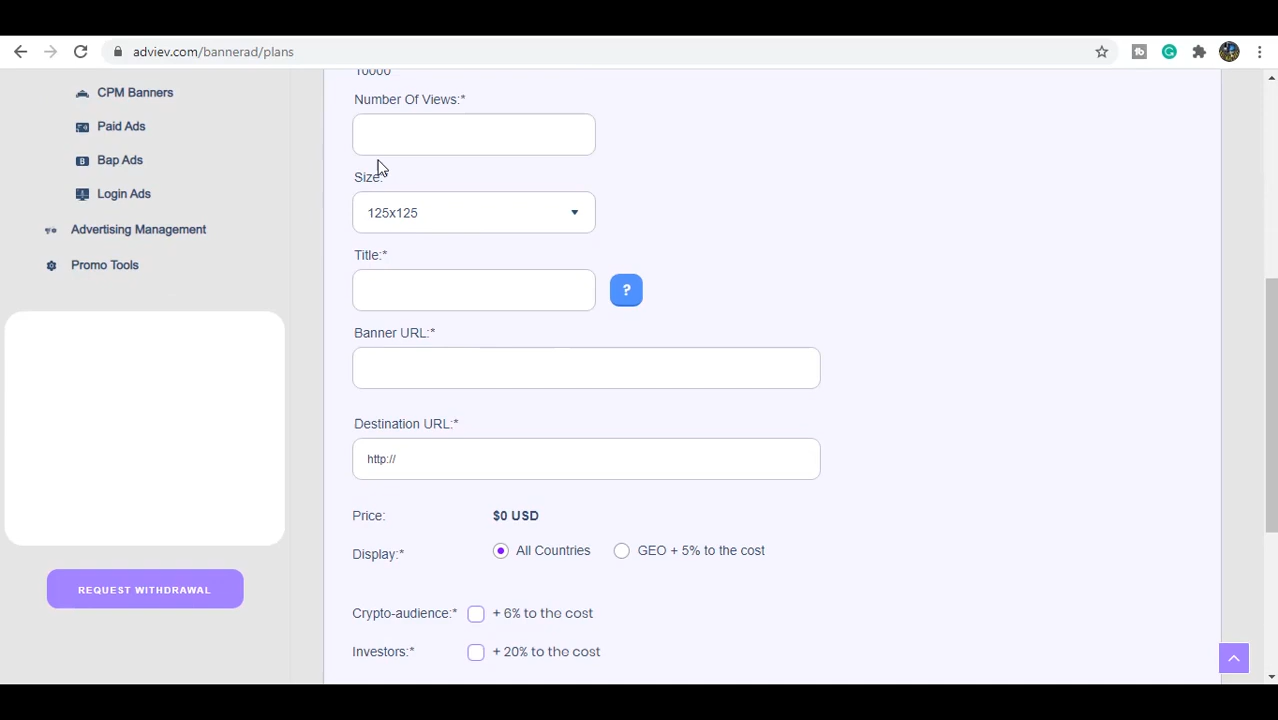 adviev.com/bannerad/plans
CPM Banners
Paid Ads
Bap Ads
Login Ads
Advertising Management
Promo Tools
REQUEST WITHDRAWAL
10000
Number Of Views:*
Size:
125x125
Title:*
?
Banner URL:*
Destination URL:*
http://
Price: $0 USD
Display:* All Countries GEO + 5% to the cost
Crypto-audience:* + 6% to the cost
Investors:* + 20% to the cost